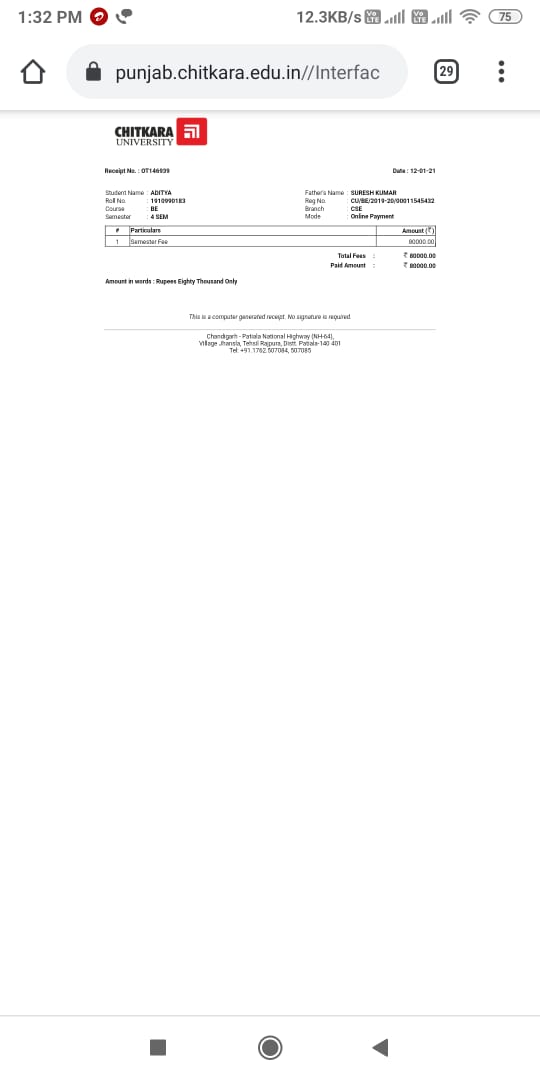 1:32 PM 12.3KB/s Vo LTE Vo LTE 75
punjab.chitkara.edu.in//Interfac 29
CHITKARA
UNIVERSITY
Receipt No. : OT146939 Date : 12-01-21
Student Name : ADITYA Father's Name : SURESH KUMAR
Roll No. : 1910990183 Reg No. : CU/BE/2019-20/00011545432
Course : BE Branch : CSE
Semester : 4 SEM Mode : Online Payment
# Particulars Amount (₹)
1 Semester Fee 80000.00
Total Fees : ₹ 80000.00
Paid Amount : ₹ 80000.00
Amount in words : Rupees Eighty Thousand Only
This is a computer generated receipt. No signature is required.
Chandigarh - Patiala National Highway (NH-64),
Village Jhansla, Tehsil Rajpura, Distt. Patiala-140 401
Tel: +91.1762.507084, 507085